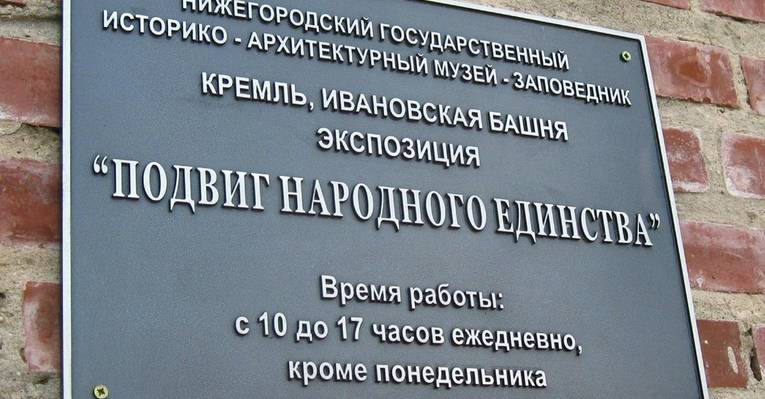 НИЖЕГОРОДСКИЙ ГОСУДАРСТВЕННЫЙ
ИСТОРИКО - АРХИТЕКТУРНЫЙ МУЗЕЙ - ЗАПОВЕДНИК
КРЕМЛЬ, ИВАНОВСКАЯ БАШНЯ
ЭКСПОЗИЦИЯ
“ПОДВИГ НАРОДНОГО ЕДИНСТВА”
Время работы:
с 10 до 17 часов ежедневно,
кроме понедельника